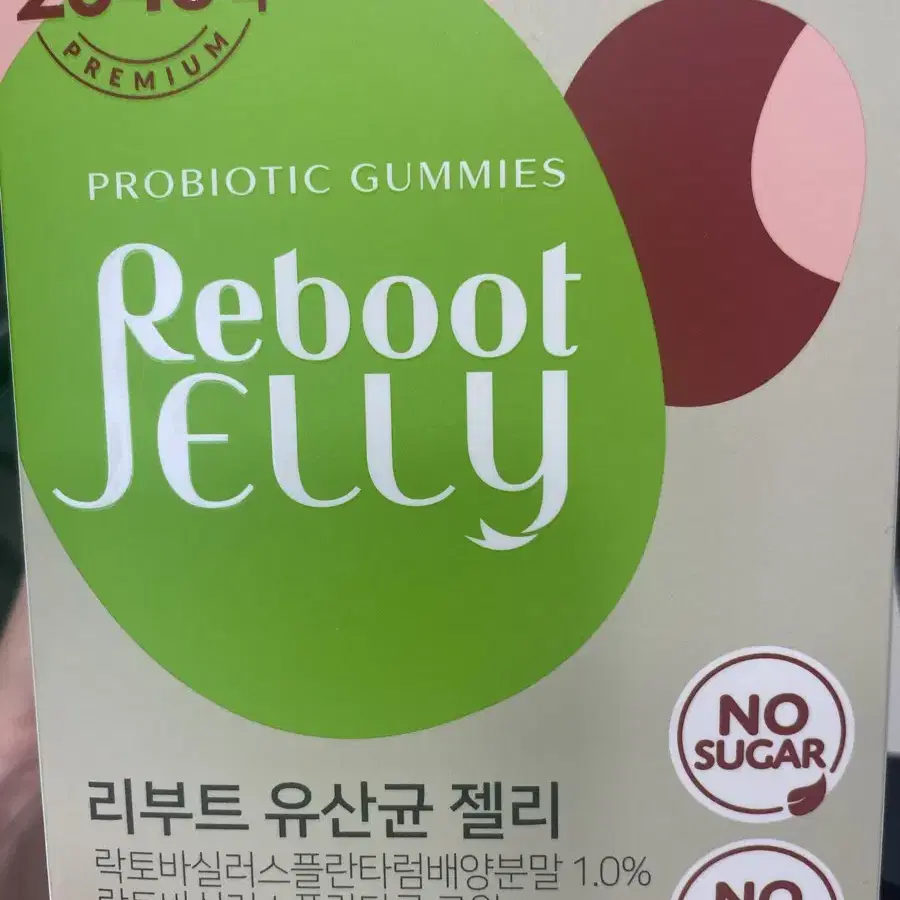 PREMIUM
PROBIOTIC GUMMIES
Reboot
JELLY
NO
SUGAR
리부트 유산균 젤리
락토바실러스플란타럼배양분말 1.0%
NO